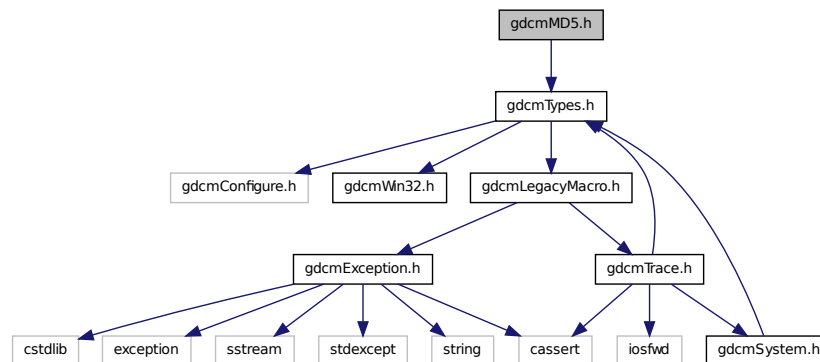 gdcmMD5.h
gdcmTypes.h
gdcmConfigure.h
gdcmWin32.h
gdcmLegacyMacro.h
gdcmException.h
gdcmTrace.h
cstdlib
exception
sstream
stdexcept
string
cassert
iosfwd
gdcmSystem.h